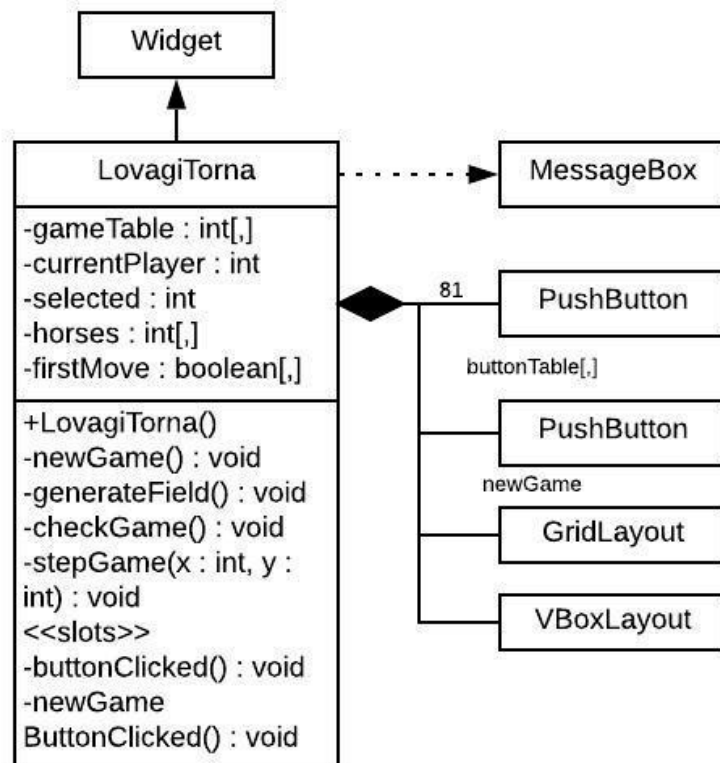 Widget
LovagiTorna
-gameTable : int[,]
-currentPlayer : int
-selected : int
-horses : int[,]
-firstMove : boolean[,]
+LovagiTorna()
-newGame() : void
-generateField() : void
-checkGame() : void
-stepGame(x : int, y :
int) : void
<<slots>>
-buttonClicked() : void
-newGame
ButtonClicked() : void
MessageBox
81
PushButton
buttonTable[,]
PushButton
newGame
GridLayout
VBoxLayout